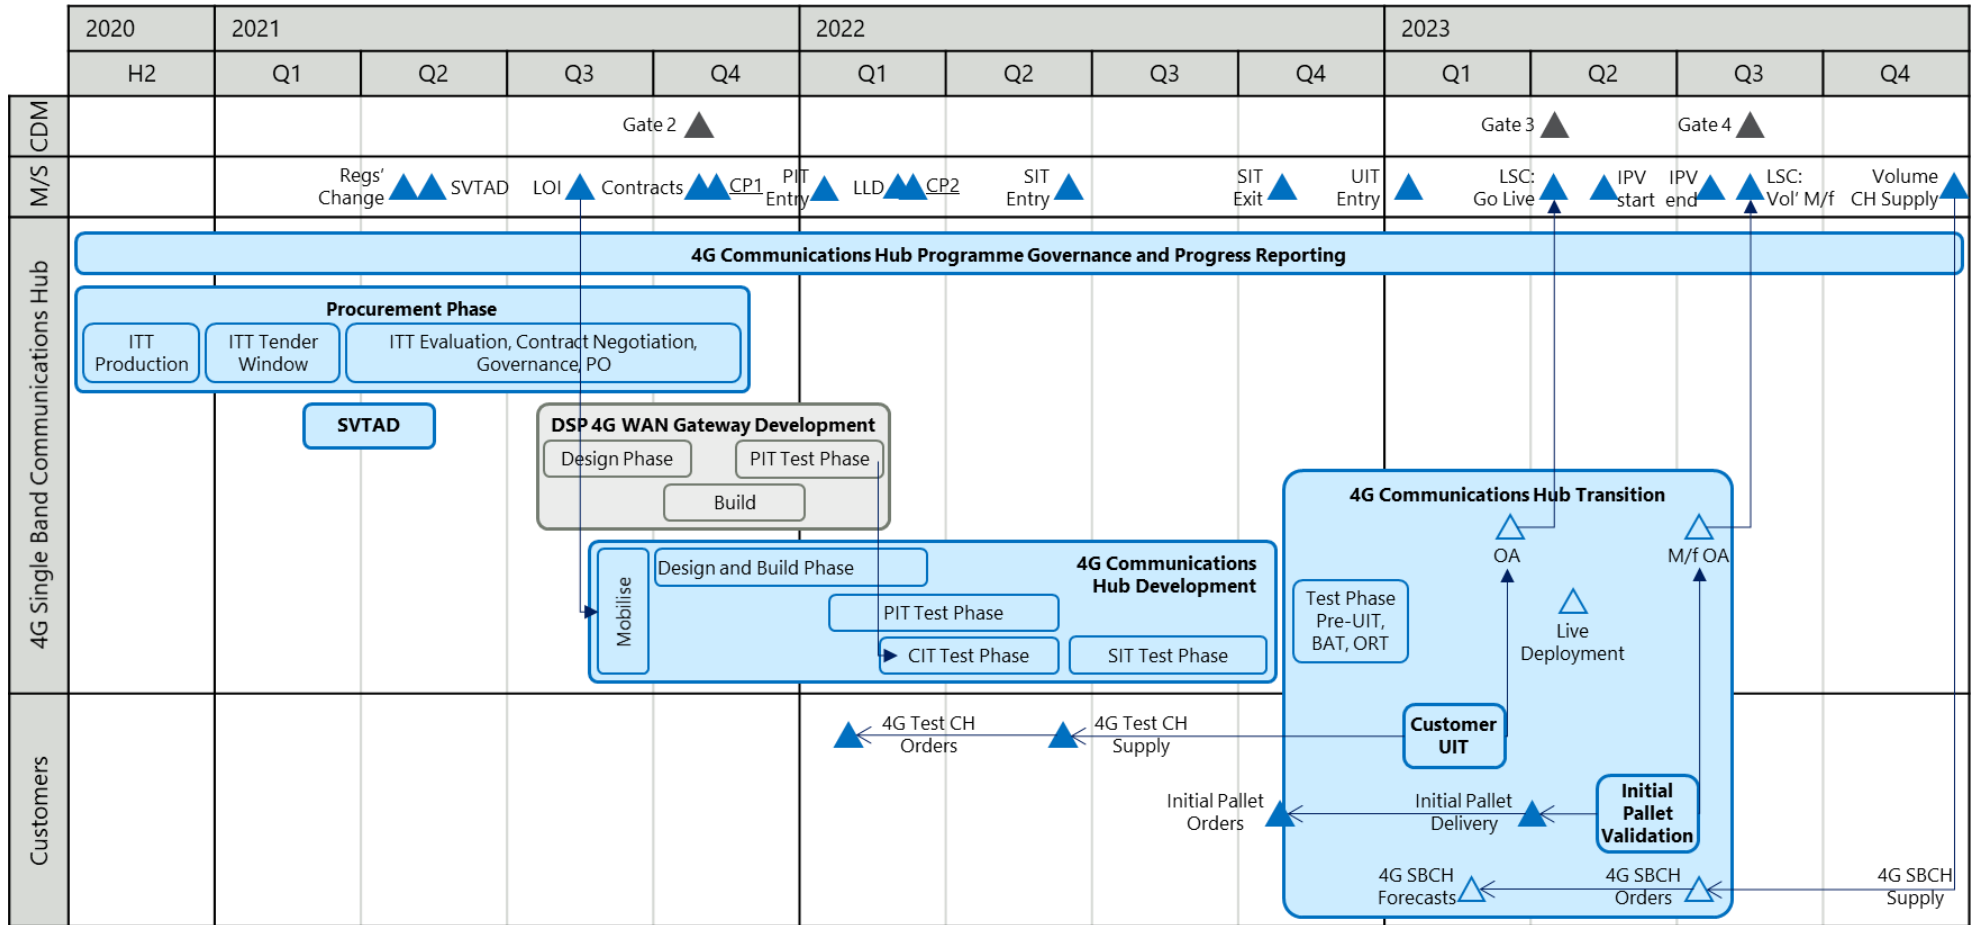 2020
2021
2022
2023
H2
Q1
Q2
Q3
Q4
Q1
Q2
Q3
Q4
Q1
Q2
Q3
Q4
CDM
Gate 2
Gate 3
Gate 4
M/S
Regs'
Change
SVTAD
LOI
Contracts
CP1
PIT
Entry
LLD
CP2
SIT
Entry
SIT
Exit
UIT
Entry
LSC:
Go Live
IPV
start
IPV
end
LSC:
Vol' M/f
Volume
CH Supply
4G Single Band Communications Hub
4G Communications Hub Programme Governance and Progress Reporting
Procurement Phase
ITT
Production
ITT Tender
Window
ITT Evaluation, Contract Negotiation,
Governance, PO
SVTAD
DSP 4G WAN Gateway Development
Design Phase
PIT Test Phase
Build
4G Communications
Hub Development
Mobilise
Design and Build Phase
PIT Test Phase
CIT Test Phase
SIT Test Phase
4G Communications Hub Transition
OA
M/f OA
Test Phase
Pre-UIT,
BAT, ORT
Live
Deployment
Customers
4G Test CH
Orders
4G Test CH
Supply
Customer
UIT
Initial Pallet
Orders
Initial Pallet
Delivery
Initial
Pallet
Validation
4G SBCH
Forecasts
4G SBCH
Orders
4G SBCH
Supply